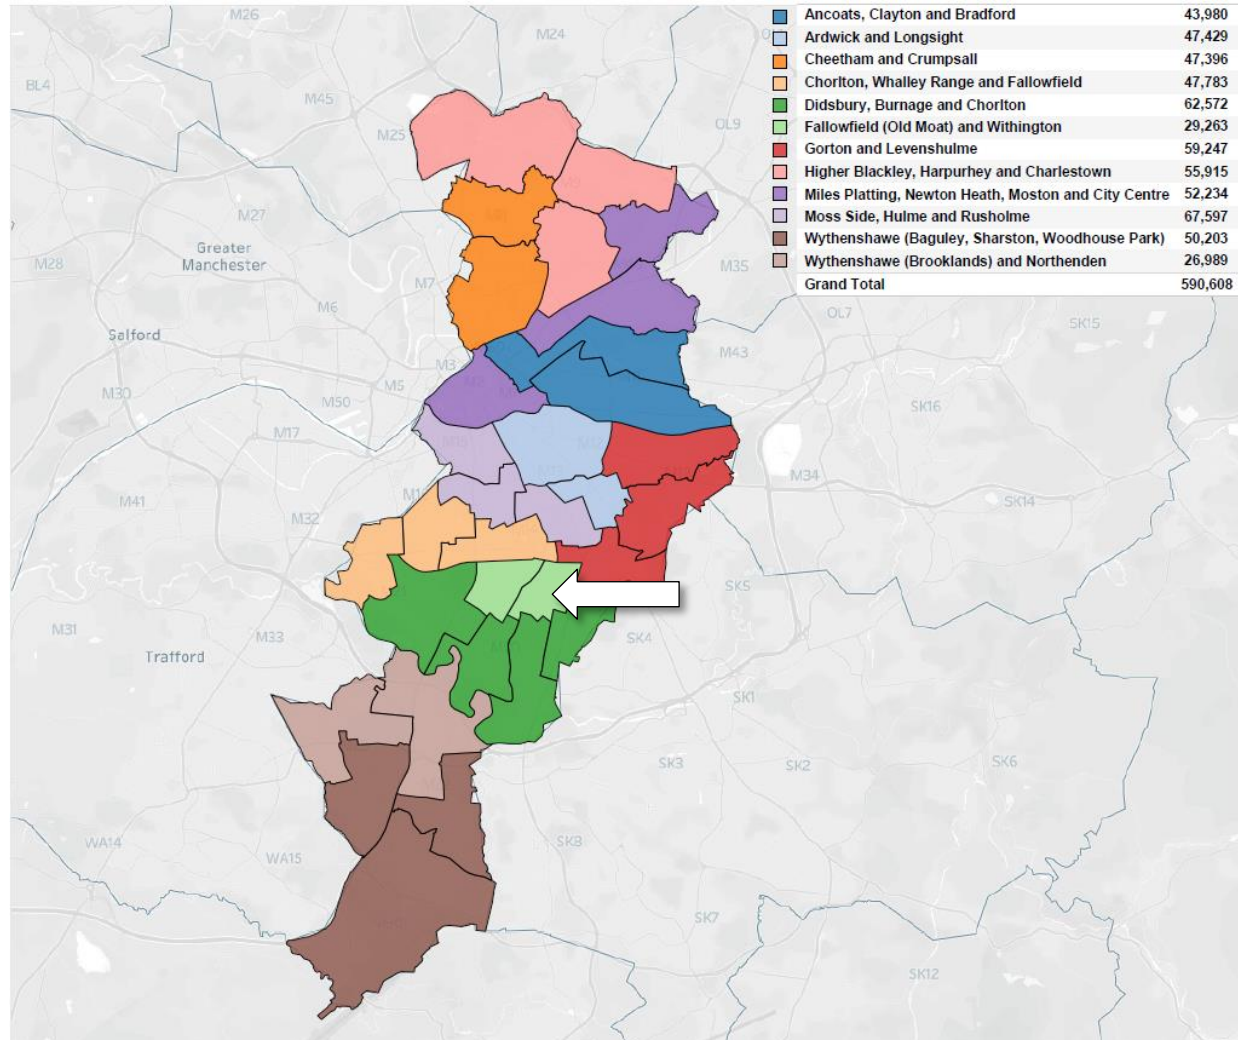 Ancoats, Clayton and Bradford 43,980
Ardwick and Longsight 47,429
Cheetham and Crumpsall 47,396
Chorlton, Whalley Range and Fallowfield 47,783
Didsbury, Burnage and Chorlton 62,572
Fallowfield (Old Moat) and Withington 29,263
Gorton and Levenshulme 59,247
Higher Blackley, Harpurhey and Charlestown 55,915
Miles Platting, Newton Heath, Moston and City Centre 52,234
Moss Side, Hulme and Rusholme 67,597
Wythenshawe (Baguley, Sharston, Woodhouse Park) 50,203
Wythenshawe (Brooklands) and Northenden 26,989
Grand Total 590,608
M26
M24
BL4
M45
M25
OL9
M27
Greater
Manchester
M28
M7
M35
M6
OL7
SK15
Salford
M3
M43
M5
M30
M50
SK16
M17
M15
M12
M13
M34
M41
SK14
M32
SK5
M31
M33
SK4
Trafford
SK1
SK3
SK2
SK6
WA14
WA15
SK8
SK7
SK12